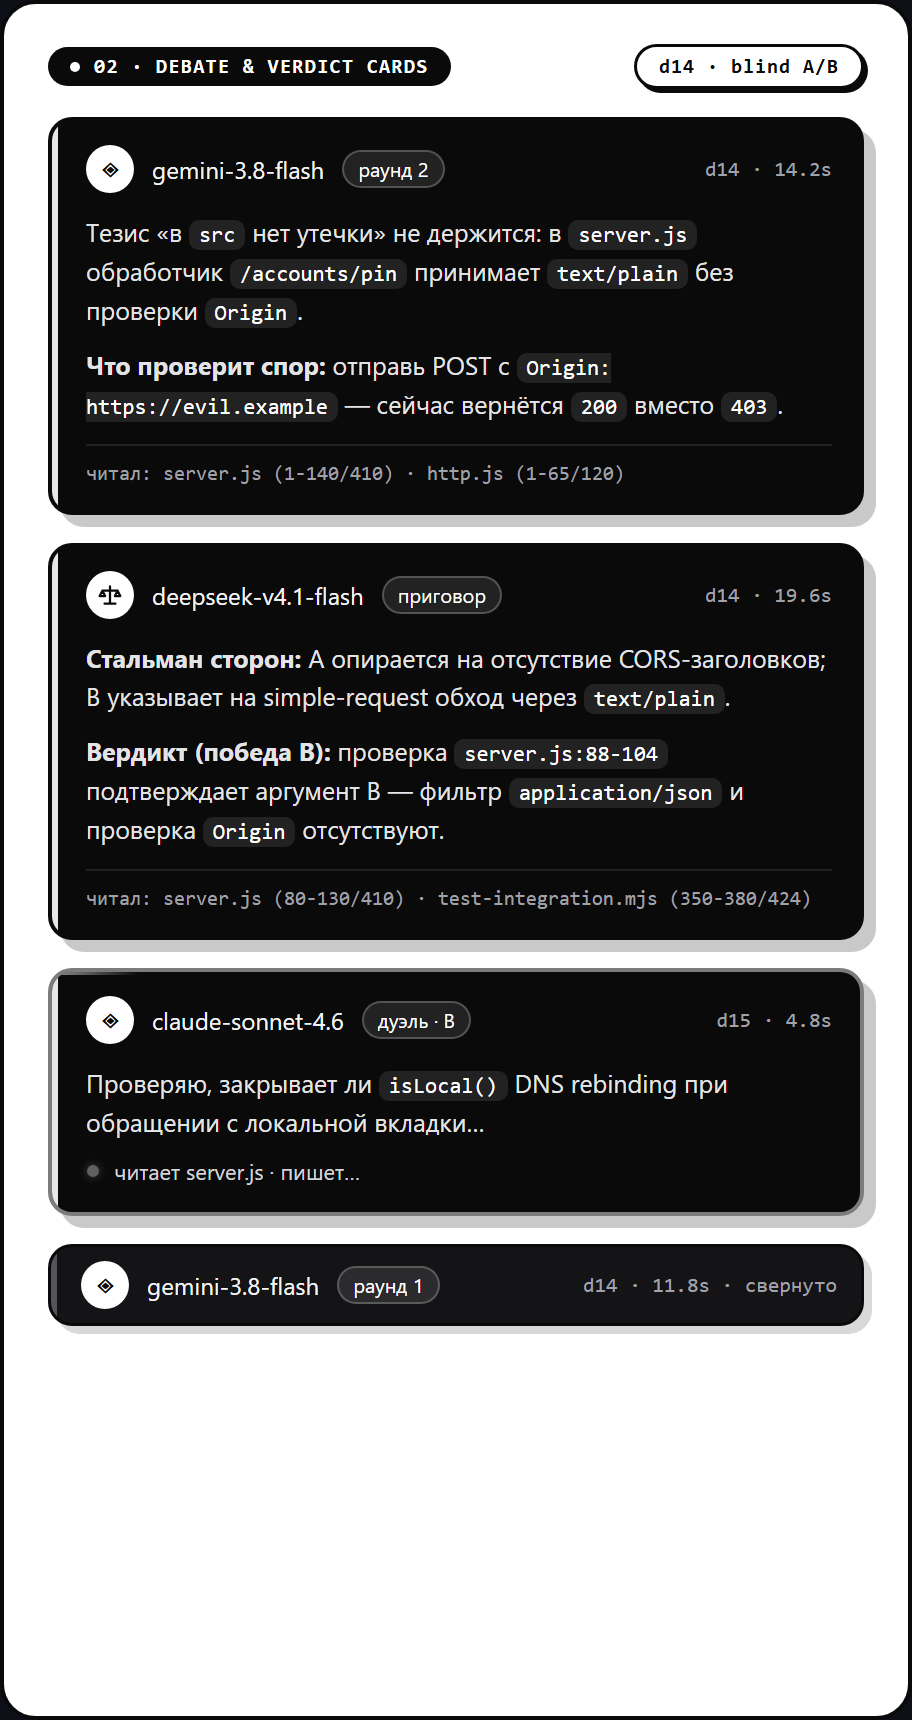 02 · DEBATE & VERDICT CARDS
d14 · blind A/B
gemini-3.8-flash раунд 2 d14 · 14.2s
Тезис «в src нет утечки» не держится: в server.js
обработчик /accounts/pin принимает text/plain без
проверки Origin.
Что проверит спор: отправь POST с Origin:
https://evil.example — сейчас вернётся 200 вместо 403.
читал: server.js (1-140/410) · http.js (1-65/120)
deepseek-v4.1-flash приговор d14 · 19.6s
Стальман сторон: А опирается на отсутствие CORS-заголовков;
В указывает на simple-request обход через text/plain.
Вердикт (победа B): проверка server.js:88-104
подтверждает аргумент B — фильтр application/json и
проверка Origin отсутствуют.
читал: server.js (80-130/410) · test-integration.mjs (350-380/424)
claude-sonnet-4.6 дуэль · B d15 · 4.8s
Проверяю, закрывает ли isLocal() DNS rebinding при
обращении с локальной вкладки…
читает server.js · пишет…
gemini-3.8-flash раунд 1 d14 · 11.8s · свернуто